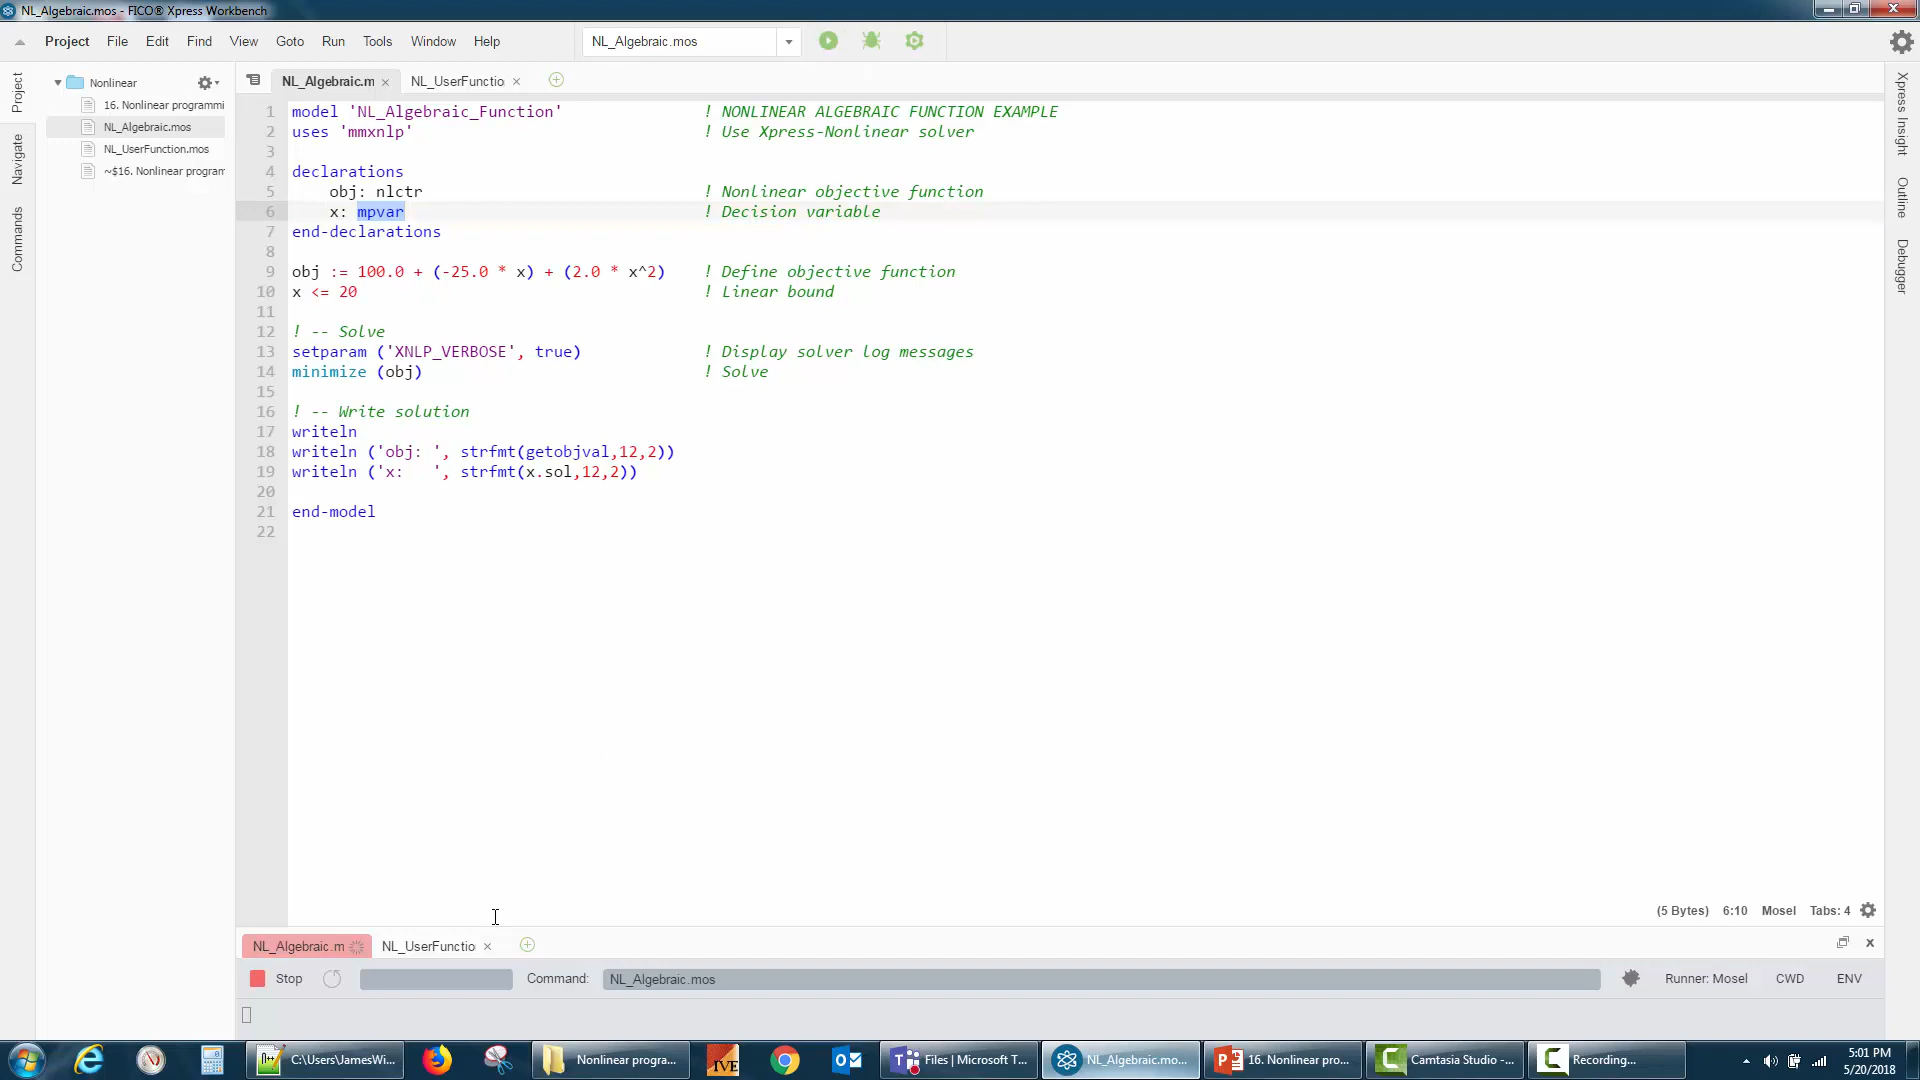 NL_Algebraic.mos - FICO® Xpress Workbench
Project File Edit Find View Goto Run Tools Window Help NL_Algebraic.mos
Project
Navigate
Commands
Nonlinear
16. Nonlinear programmi
NL_Algebraic.mos
NL_UserFunction.mos
~$16. Nonlinear program
NL_Algebraic.m × NL_UserFunctio ×
1 model 'NL_Algebraic_Function' ! NONLINEAR ALGEBRAIC FUNCTION EXAMPLE
2 uses 'mmxnlp' ! Use Xpress-Nonlinear solver
3
4 declarations
5 obj: nlctr ! Nonlinear objective function
6 x: mpvar ! Decision variable
7 end-declarations
8
9 obj := 100.0 + (-25.0 * x) + (2.0 * x^2) ! Define objective function
10 x <= 20 ! Linear bound
11
12 ! -- Solve
13 setparam ('XNLP_VERBOSE', true) ! Display solver log messages
14 minimize (obj) ! Solve
15
16 ! -- Write solution
17 writeln
18 writeln ('obj: ', strfmt(getobjval,12,2))
19 writeln ('x:   ', strfmt(x.sol,12,2))
20
21 end-model
22
Xpress Insight
Outline
Debugger
(5 Bytes) 6:10 Mosel Tabs: 4
NL_Algebraic.m NL_UserFunctio ×
Stop Command: NL_Algebraic.mos Runner: Mosel CWD ENV
C:\Users\JamesWi... Nonlinear progra... IVE Files | Microsoft T... NL_Algebraic.mo... 16. Nonlinear pro... Camtasia Studio -... Recording...
5:01 PM
5/20/2018